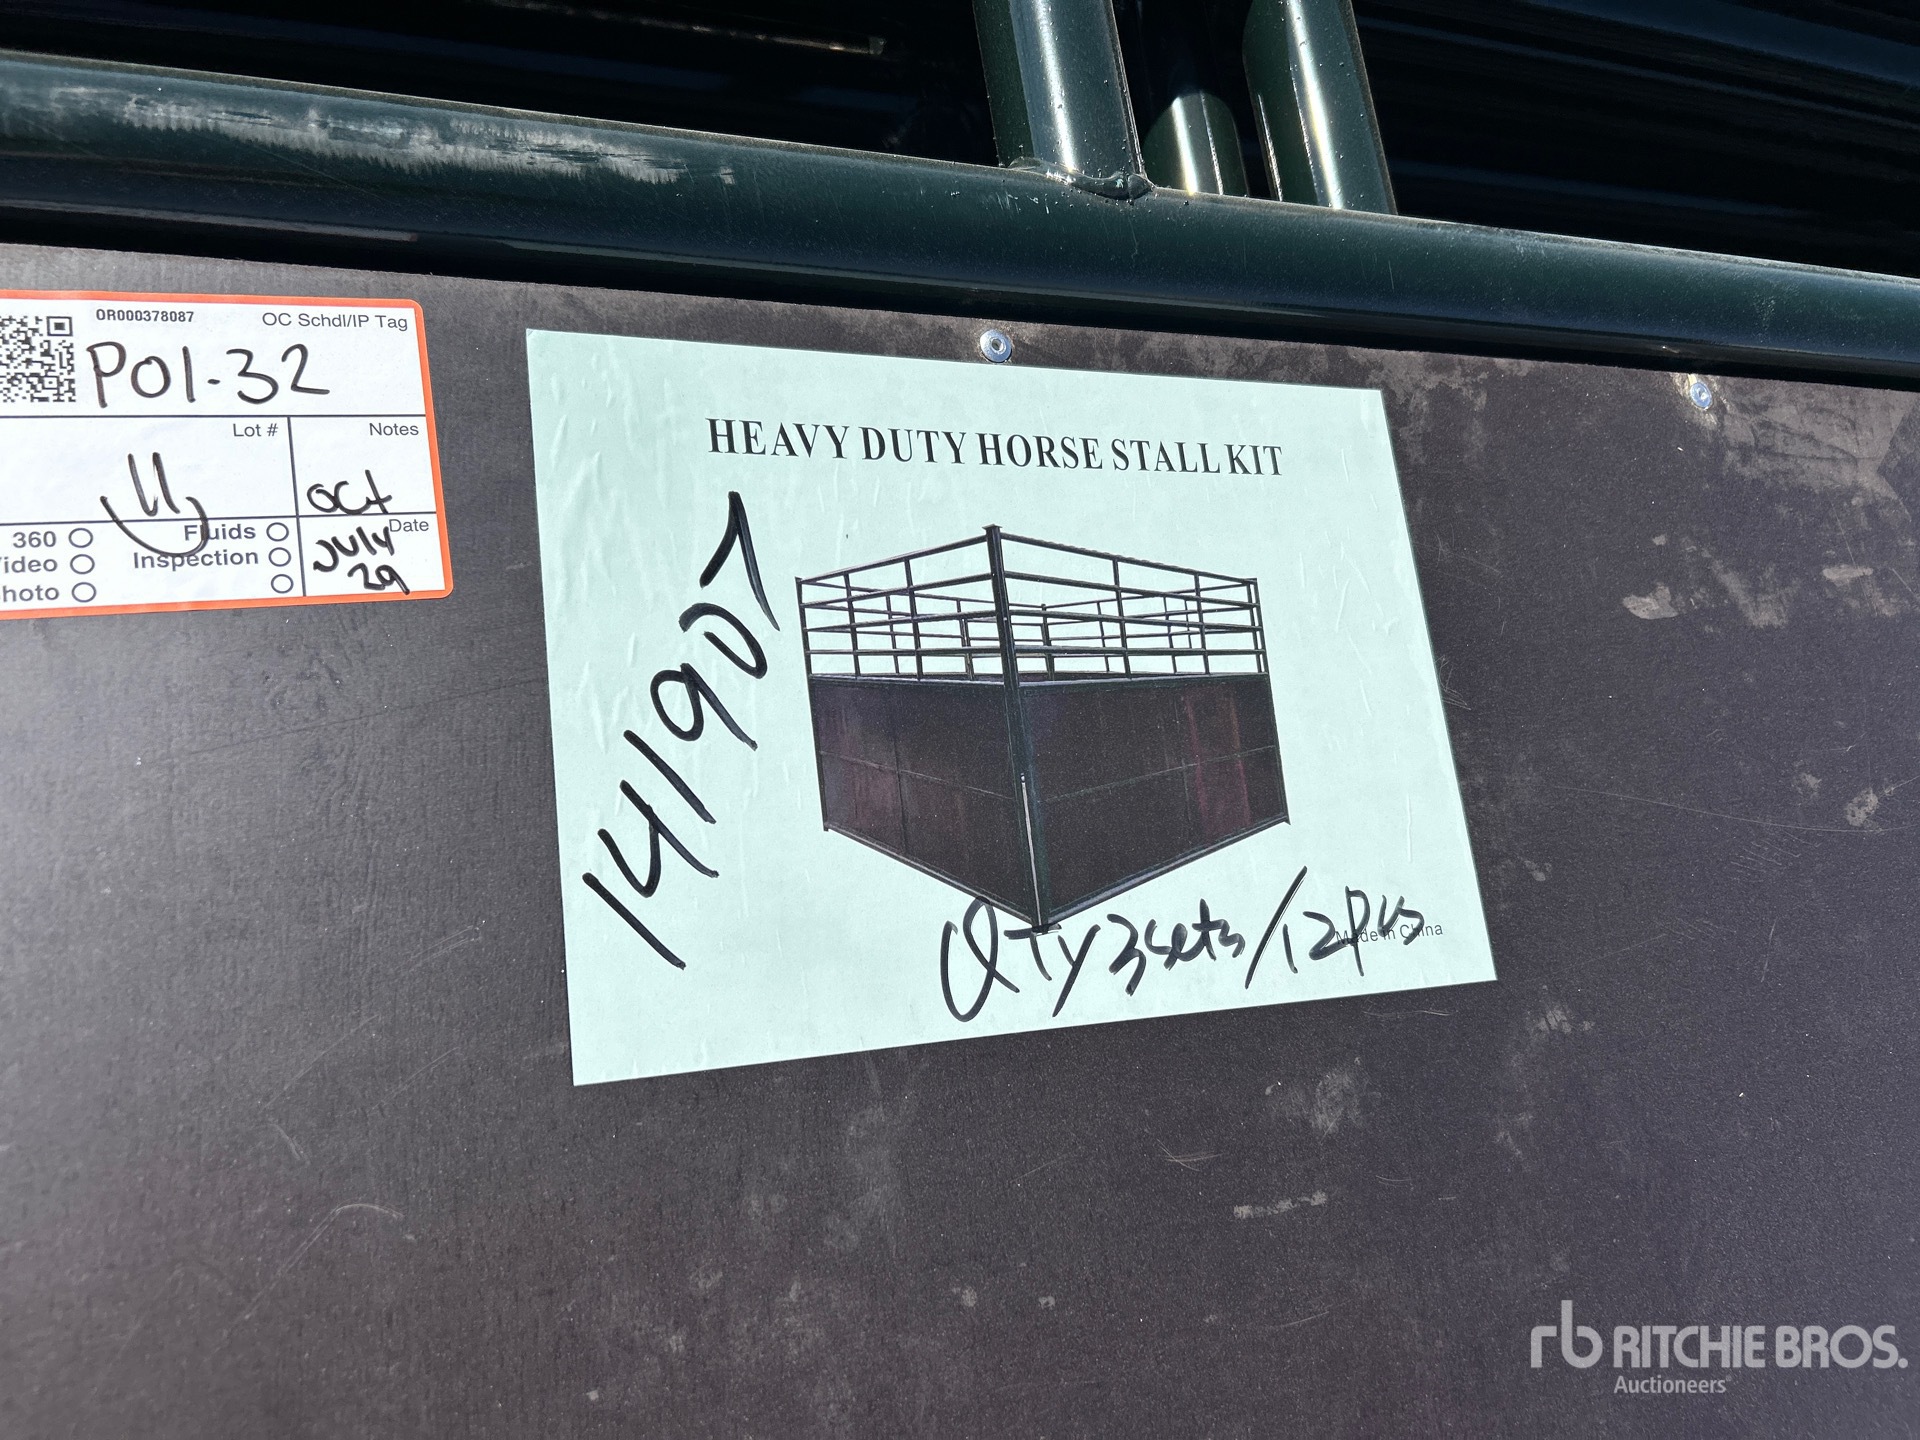 OR000378087
OC Schdl/IP Tag
P01-32
Lot #
Notes
Oct
360
Fluids
Date
ideo
Inspection
July
29
hoto
HEAVY DUTY HORSE STALL KIT
141907
QTY 3sets/12pcs
Made in China
rb RITCHIE BROS.
Auctioneers